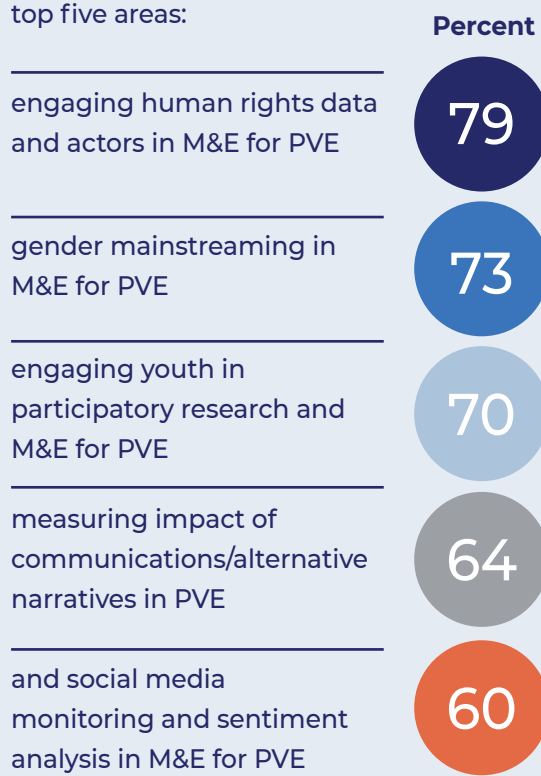 top five areas:
Percent
engaging human rights data
and actors in M&E for PVE
79
gender mainstreaming in
M&E for PVE
73
engaging youth in
participatory research and
M&E for PVE
70
measuring impact of
communications/alternative
narratives in PVE
64
and social media
monitoring and sentiment
analysis in M&E for PVE
60